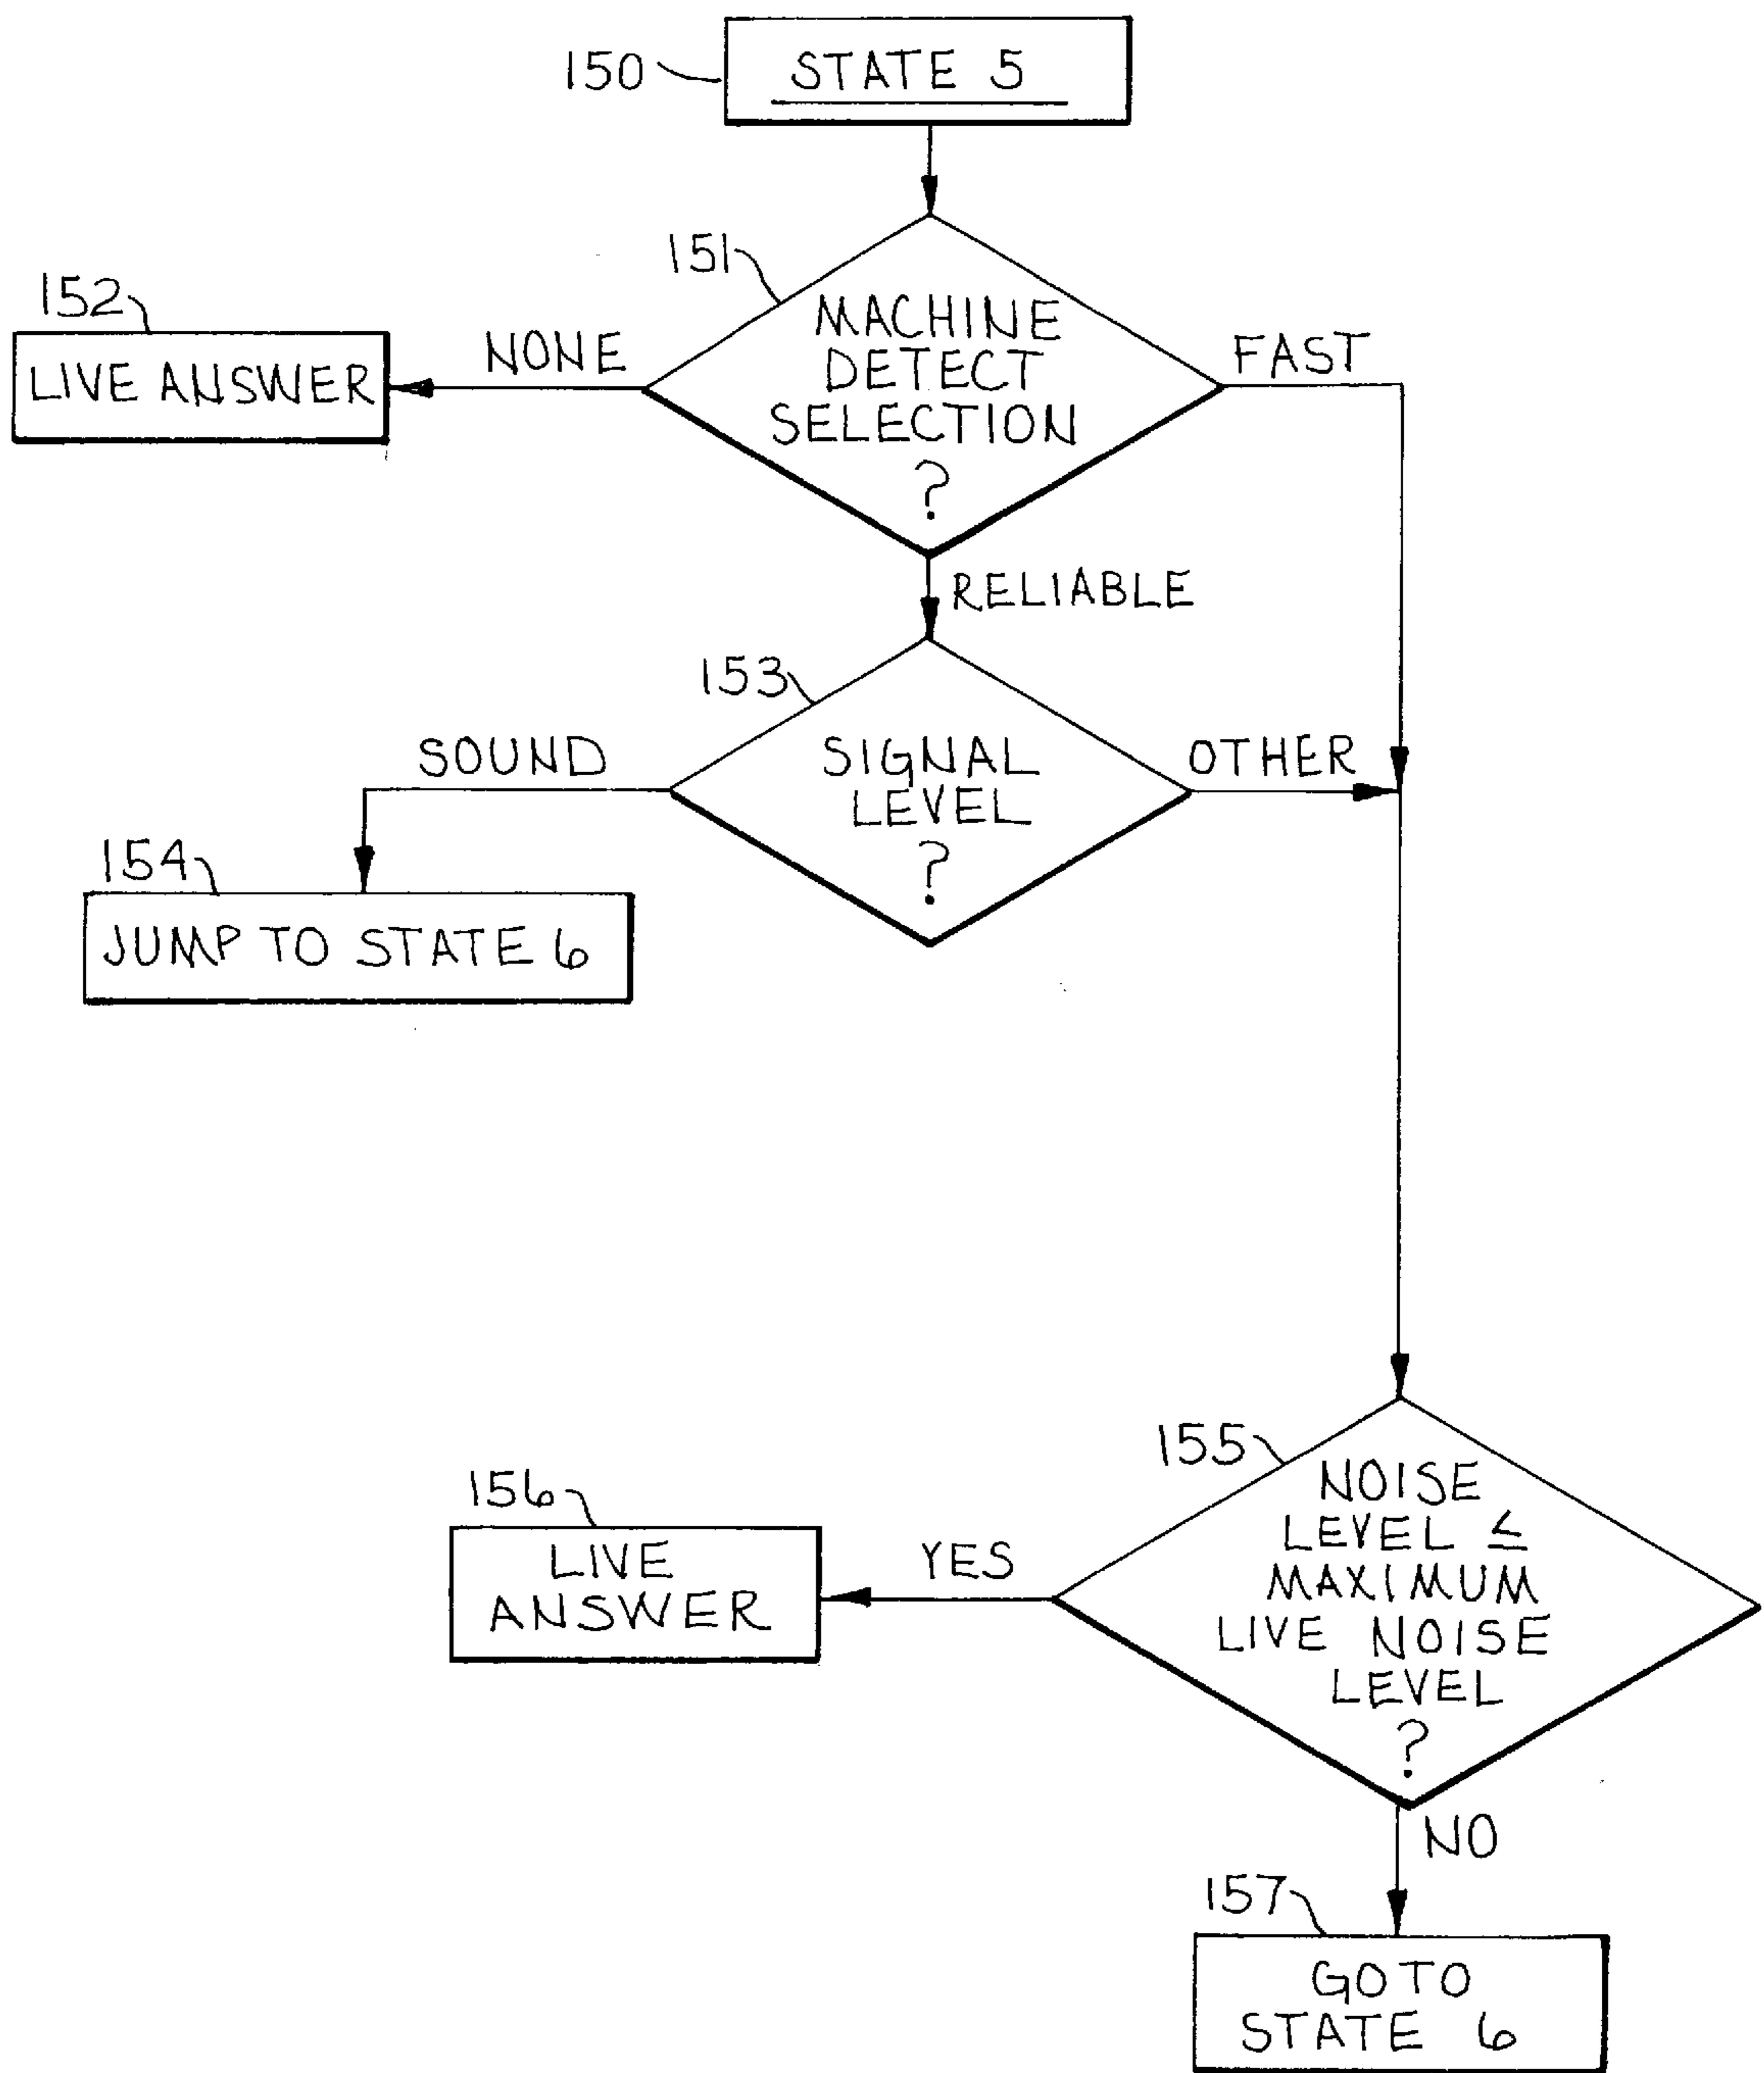 150
STATE 5
151
152
MACHINE
DETECT
SELECTION
?
NONE
FAST
LIVE ANSWER
RELIABLE
153
SIGNAL
LEVEL
?
SOUND
OTHER
154
JUMP TO STATE 6
155
NOISE
LEVEL ≤
MAXIMUM
LIVE NOISE
LEVEL
?
156
YES
LIVE
ANSWER
NO
157
GO TO
STATE 6